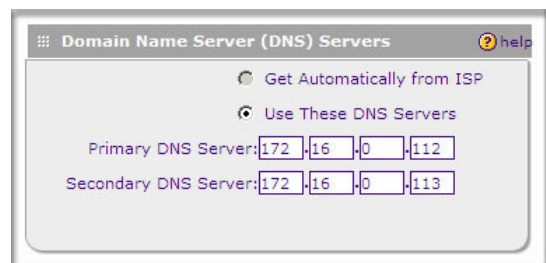 Domain Name Server (DNS) Servers ? help
Get Automatically from ISP
Use These DNS Servers
Primary DNS Server: 172 . 16 . 0 . 112
Secondary DNS Server: 172 . 16 . 0 . 113